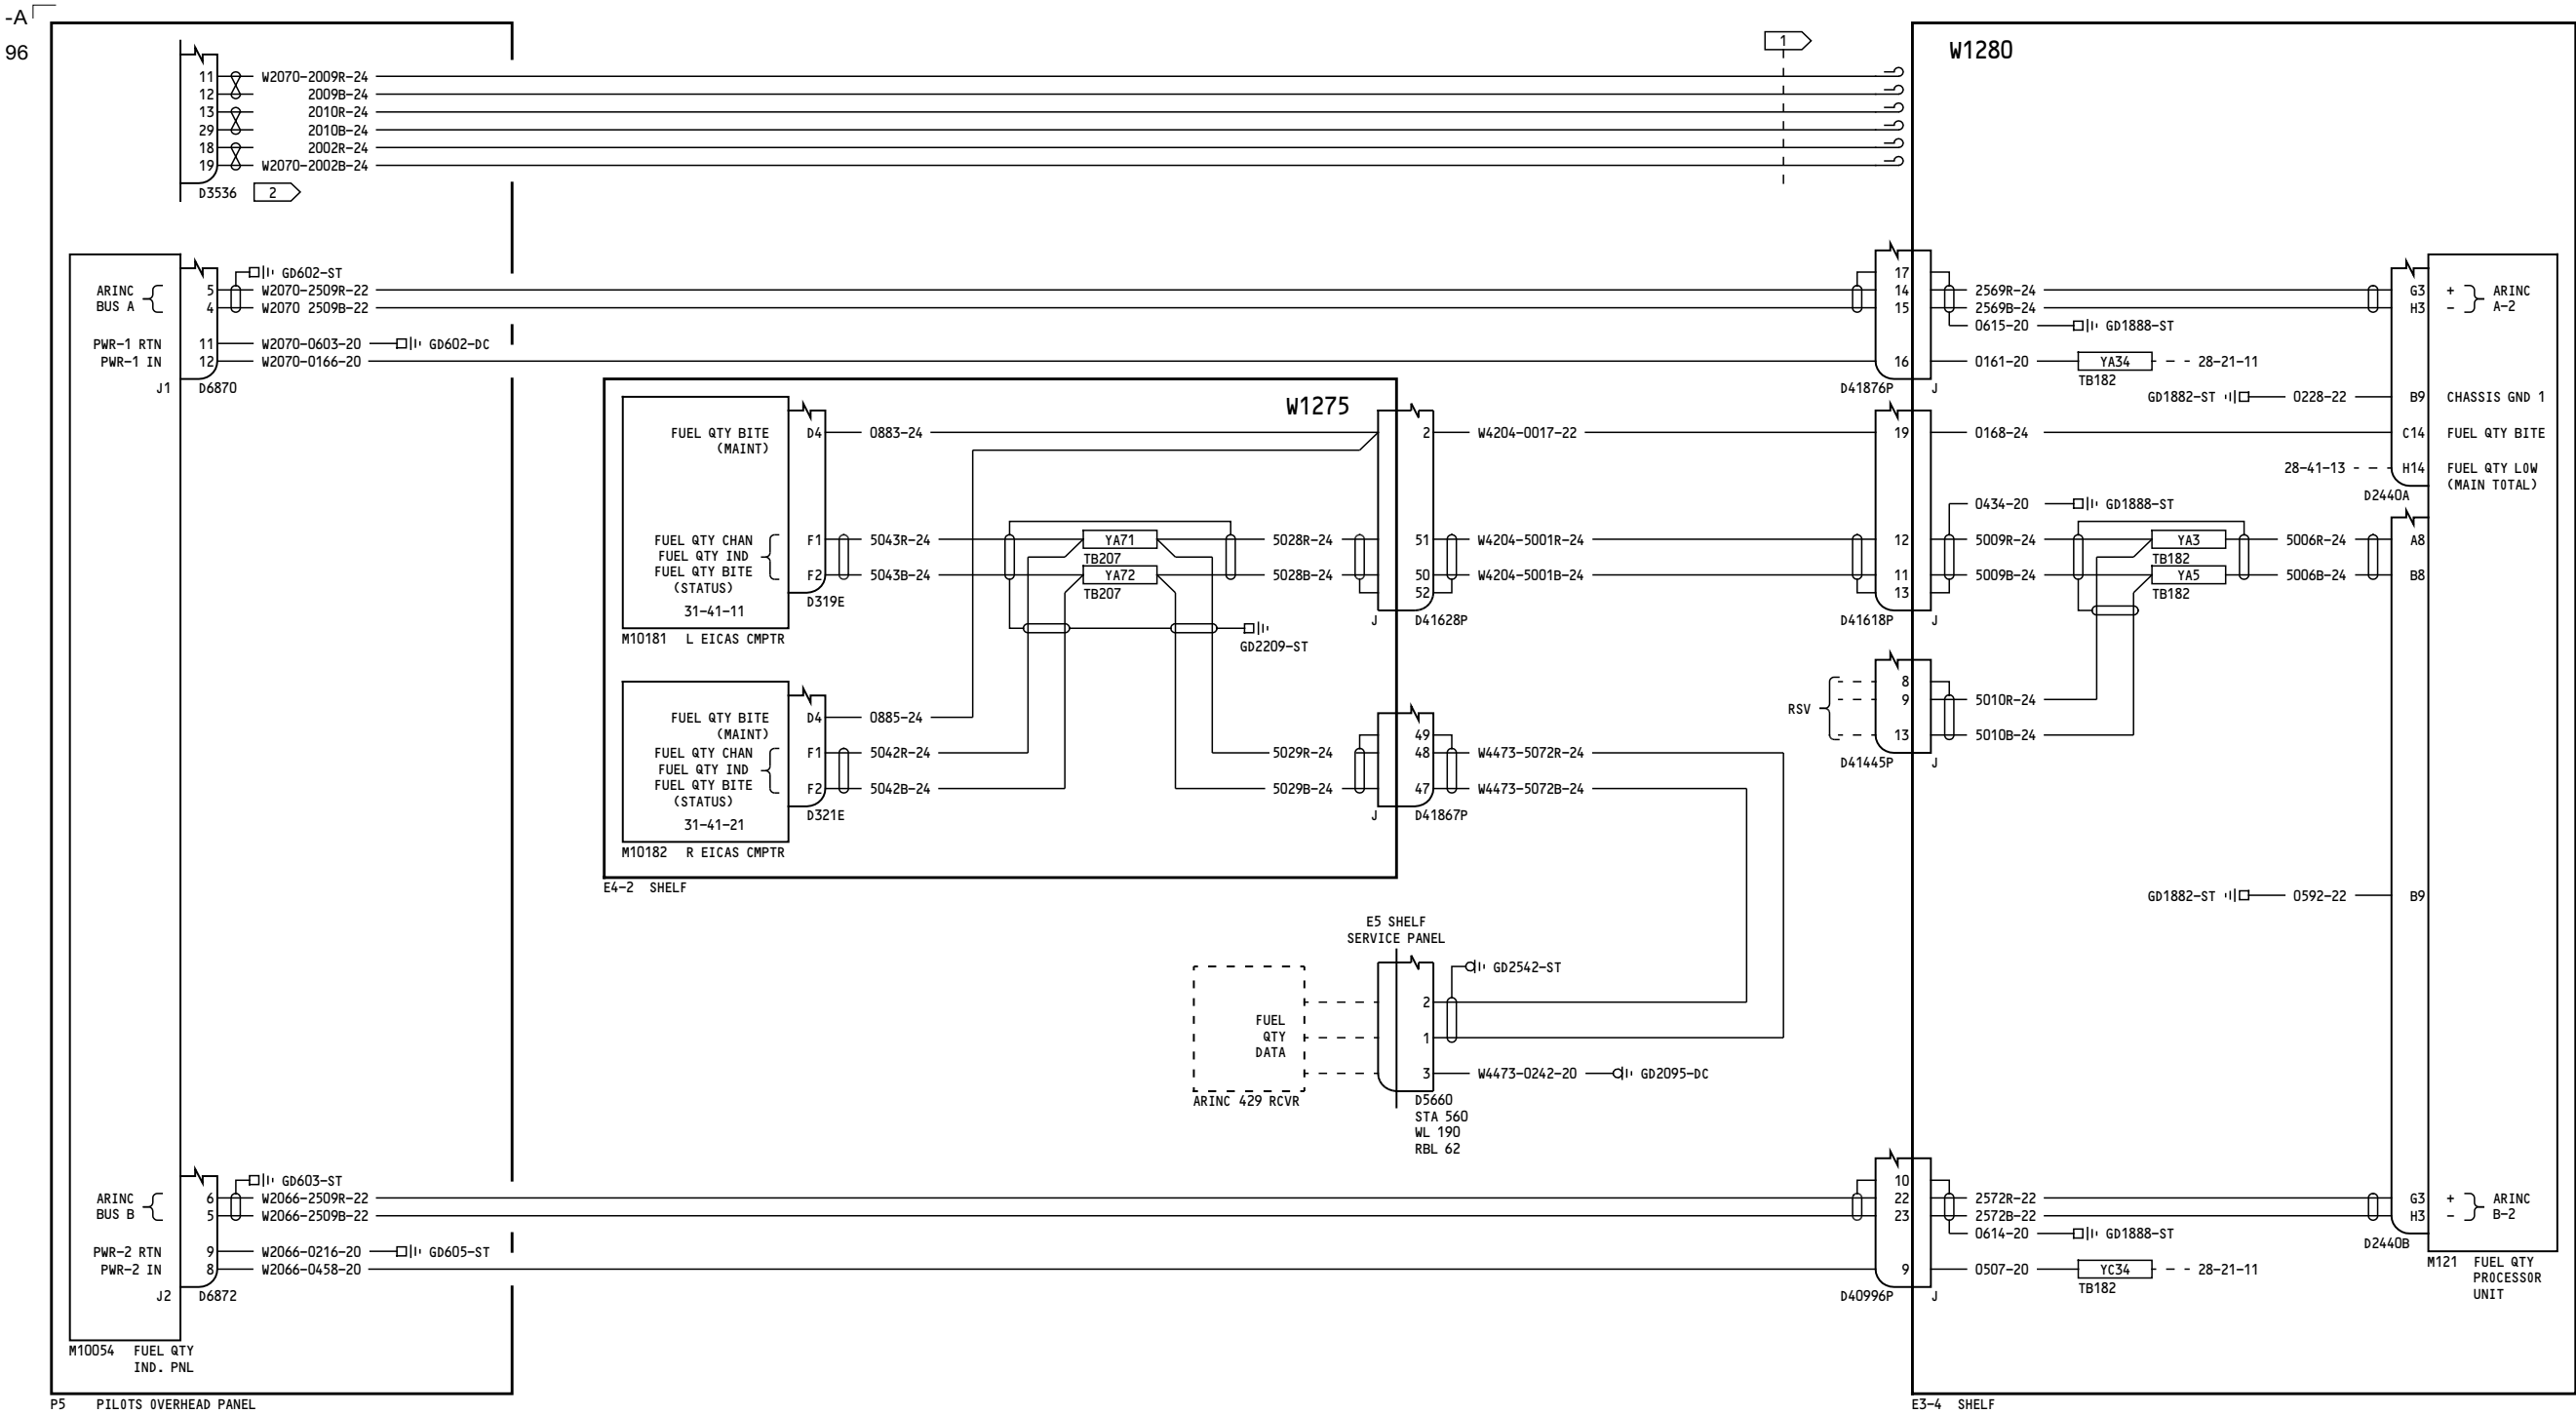 -A
96
1
W1280
11 W2070-2009R-24
12 2009B-24
13 2010R-24
29 2010B-24
18 2002R-24
19 W2070-2002B-24
D3536 2
GD602-ST
ARINC
BUS A
5 W2070-2509R-22
4 W2070 2509B-22
PWR-1 RTN 11 W2070-0603-20 GD602-DC
PWR-1 IN 12 W2070-0166-20
J1 D6870
17
14 2569R-24
15 2569B-24
0615-20 GD1888-ST
16 0161-20 YA34 28-21-11
TB182
D41876P J
G3 + ARINC
H3 - A-2
GD1882-ST 0228-22 B9 CHASSIS GND 1
W1275
FUEL QTY BITE D4 0883-24
(MAINT)
2 W4204-0017-22 19 0168-24 C14 FUEL QTY BITE
28-41-13 H14 FUEL QTY LOW
(MAIN TOTAL)
D2440A
0434-20 GD1888-ST
FUEL QTY CHAN
FUEL QTY IND
FUEL QTY BITE
(STATUS)
31-41-11
F1 5043R-24 YA71 5028R-24 51 W4204-5001R-24 12 5009R-24 YA3 5006R-24 A8
TB207 TB182
F2 5043B-24 YA72 5028B-24 50 W4204-5001B-24 11 5009B-24 YA5 5006B-24 B8
TB207 TB182
52 13
D319E
J D41628P D41618P J
M10181 L EICAS CMPTR
GD2209-ST
FUEL QTY BITE D4 0885-24
(MAINT)
FUEL QTY CHAN
FUEL QTY IND
FUEL QTY BITE
(STATUS)
31-41-21
F1 5042R-24 5029R-24
F2 5042B-24 5029B-24
D321E
49
48 W4473-5072R-24
47 W4473-5072B-24
J D41867P
M10182 R EICAS CMPTR
E4-2 SHELF
RSV
8
9 5010R-24
13 5010B-24
D41445P J
GD1882-ST 0592-22 B9
E5 SHELF
SERVICE PANEL
GD2542-ST
FUEL
QTY
DATA
2
1
3 W4473-0242-20 GD2095-DC
ARINC 429 RCVR
D5660
STA 560
WL 190
RBL 62
GD603-ST
ARINC
BUS B
6 W2066-2509R-22
5 W2066-2509B-22
PWR-2 RTN 9 W2066-0216-20 GD605-ST
PWR-2 IN 8 W2066-0458-20
J2 D6872
10
22 2572R-22
23 2572B-22
0614-20 GD1888-ST
9 0507-20 YC34 28-21-11
TB182
D40996P J
G3 + ARINC
H3 - B-2
D2440B
M121 FUEL QTY
PROCESSOR
UNIT
M10054 FUEL QTY
IND. PNL
P5 PILOTS OVERHEAD PANEL
E3-4 SHELF